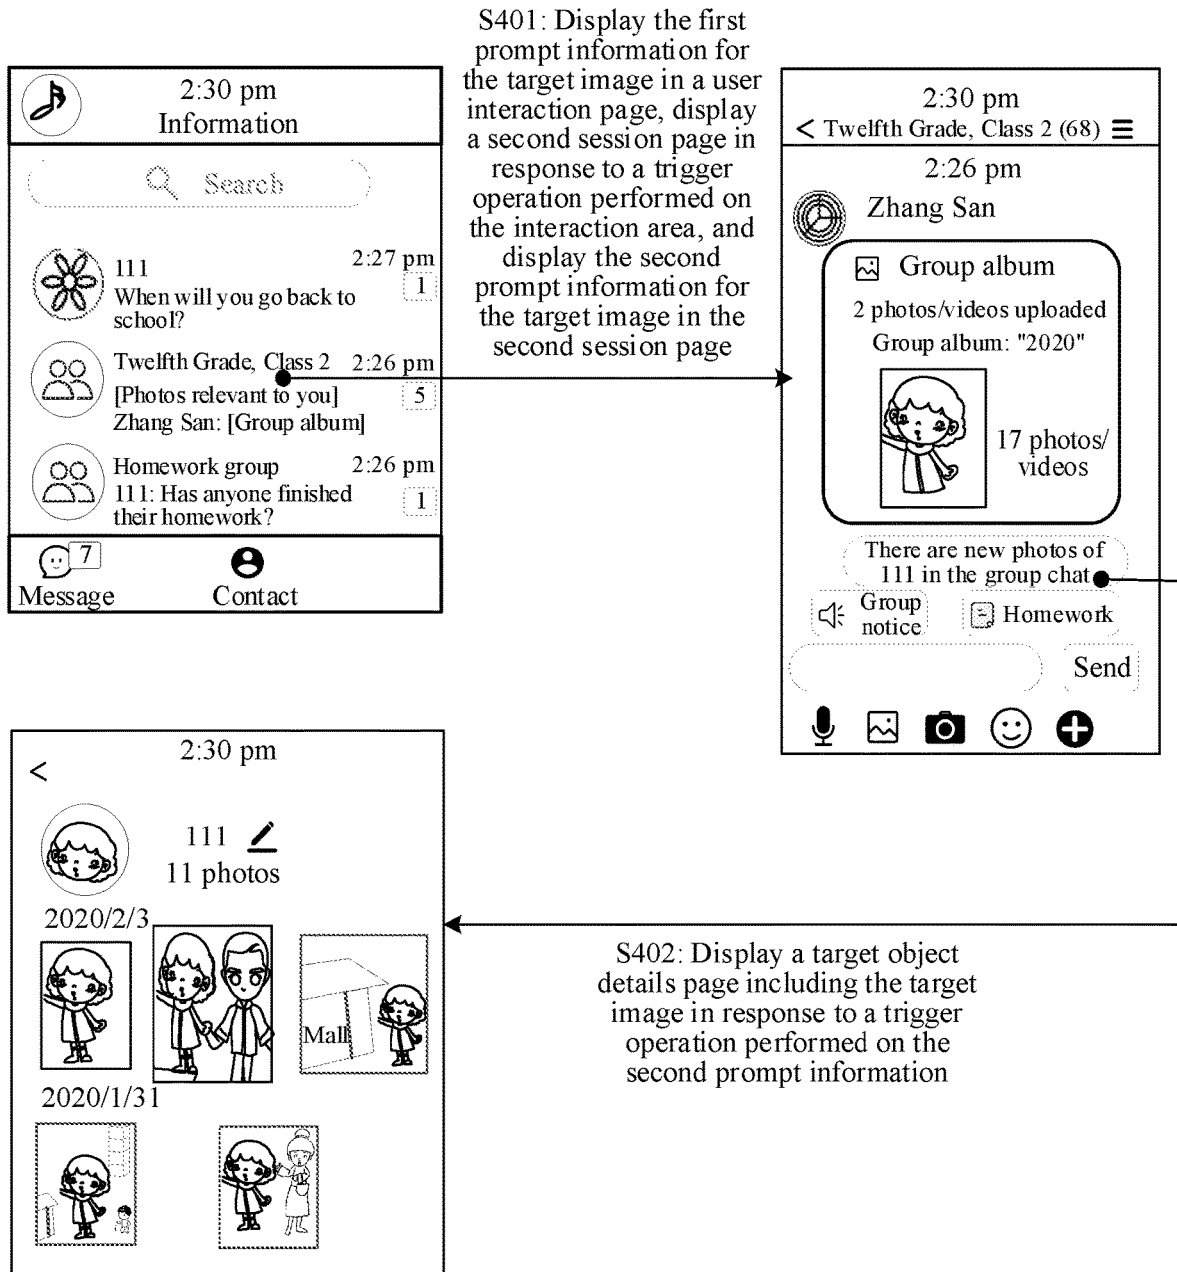 S401: Display the first
prompt information for
the target image in a user
interaction page, display
a second session page in
response to a trigger
operation performed on
the interaction area, and
display the second
prompt information for
the target image in the
second session page
2:30 pm
Information
Search
111
2:27 pm
When will you go back to
school?
1
Twelfth Grade, Class 2
2:26 pm
[Photos relevant to you]
5
Zhang San: [Group album]
Homework group
2:26 pm
111: Has anyone finished
their homework?
1
7
Message
Contact
2:30 pm
< Twelfth Grade, Class 2 (68)
2:26 pm
Zhang San
Group album
2 photos/videos uploaded
Group album: "2020"
17 photos/
videos
There are new photos of
111 in the group chat
Group
notice
Homework
Send
2:30 pm
<
111
11 photos
2020/2/3
Mall
2020/1/31
S402: Display a target object
details page including the target
image in response to a trigger
operation performed on the
second prompt information